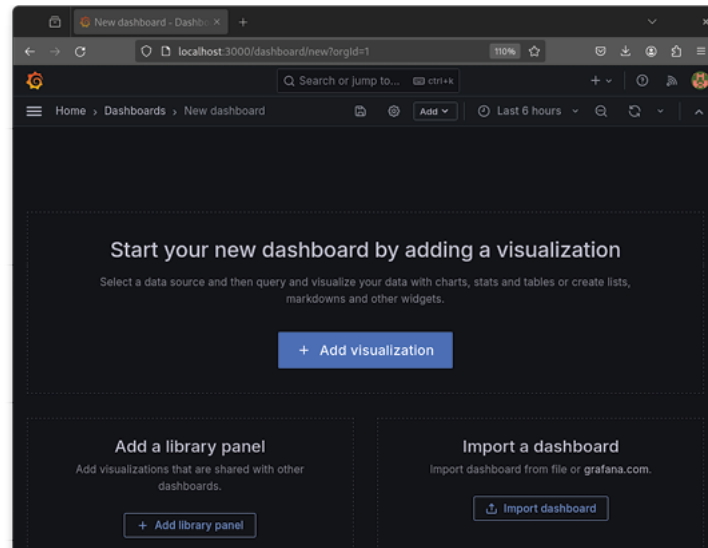 New dashboard - Dashbo
localhost:3000/dashboard/new?orgId=1
110%
Search or jump to...
ctrl+k
Home › Dashboards › New dashboard
Add
Last 6 hours
Start your new dashboard by adding a visualization
Select a data source and then query and visualize your data with charts, stats and tables or create lists,
markdowns and other widgets.
+ Add visualization
Add a library panel
Add visualizations that are shared with other
dashboards.
+ Add library panel
Import a dashboard
Import dashboard from file or grafana.com.
Import dashboard